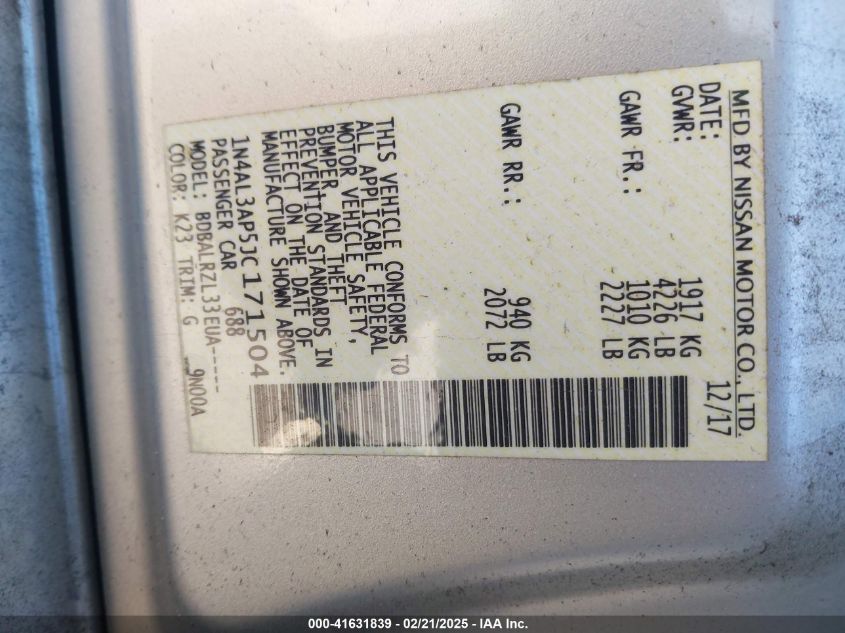 MFD BY NISSAN MOTOR CO., LTD.
DATE: 12/17
GVWR: 1917 KG
4226 LB
GAWR FR.: 1010 KG
2227 LB
GAWR RR.: 940 KG
2072 LB
THIS VEHICLE CONFORMS TO
ALL APPLICABLE FEDERAL
MOTOR VEHICLE SAFETY,
BUMPER, AND THEFT
PREVENTION STANDARDS IN
EFFECT ON THE DATE OF
MANUFACTURE SHOWN ABOVE.
1N4AL3AP5JC171504
PASSENGER CAR 688
MODEL: BDBALRZL33EUA-----
COLOR: K23 TRIM: G 9N00A
000-41631839 / 02/21/2025 - IAA Inc.